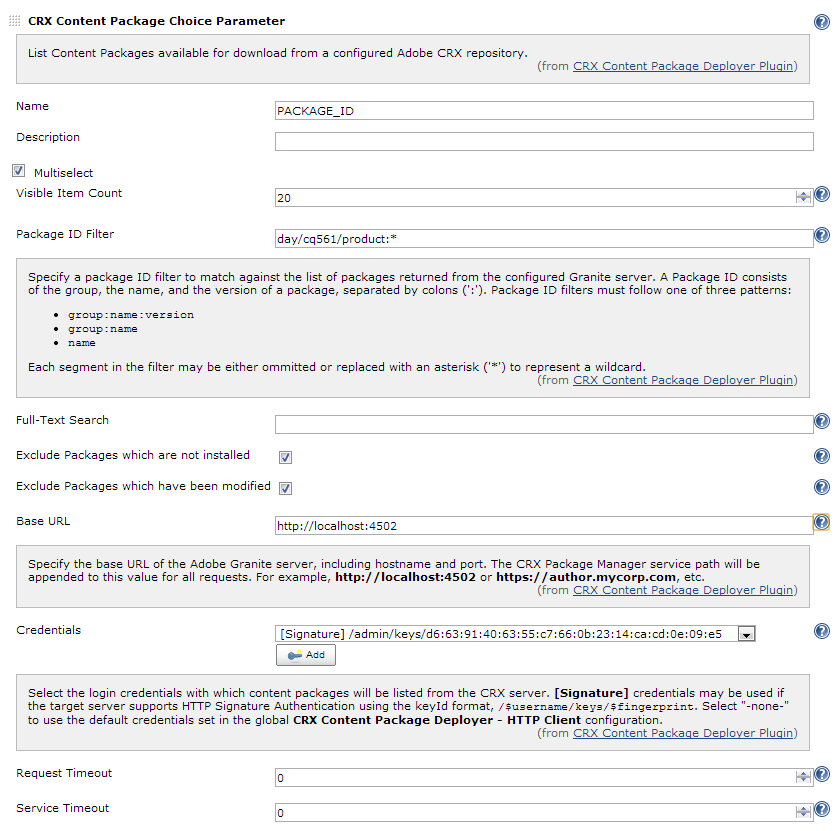 CRX Content Package Choice Parameter
List Content Packages available for download from a configured Adobe CRX repository.
(from CRX Content Package Deployer Plugin)
Name
PACKAGE_ID
Description
Multiselect
Visible Item Count
20
Package ID Filter
day/cq561/product:*
Specify a package ID filter to match against the list of packages returned from the configured Granite server. A Package ID consists
of the group, the name, and the version of a package, separated by colons (':'). Package ID filters must follow one of three patterns:
• group:name:version
• group:name
• name
Each segment in the filter may be either ommitted or replaced with an asterisk ('*') to represent a wildcard.
(from CRX Content Package Deployer Plugin)
Full-Text Search
Exclude Packages which are not installed
Exclude Packages which have been modified
Base URL
http://localhost:4502
Specify the base URL of the Adobe Granite server, including hostname and port. The CRX Package Manager service path will be
appended to this value for all requests. For example, http://localhost:4502 or https://author.mycorp.com, etc.
(from CRX Content Package Deployer Plugin)
Credentials
[Signature] /admin/keys/d6:63:91:40:63:55:c7:66:0b:23:14:ca:cd:0e:09:e5
Add
Select the login credentials with which content packages will be listed from the CRX server. [Signature] credentials may be used if
the target server supports HTTP Signature Authentication using the keyId format, /$username/keys/$fingerprint. Select "-none-"
to use the default credentials set in the global CRX Content Package Deployer - HTTP Client configuration.
(from CRX Content Package Deployer Plugin)
Request Timeout
0
Service Timeout
0